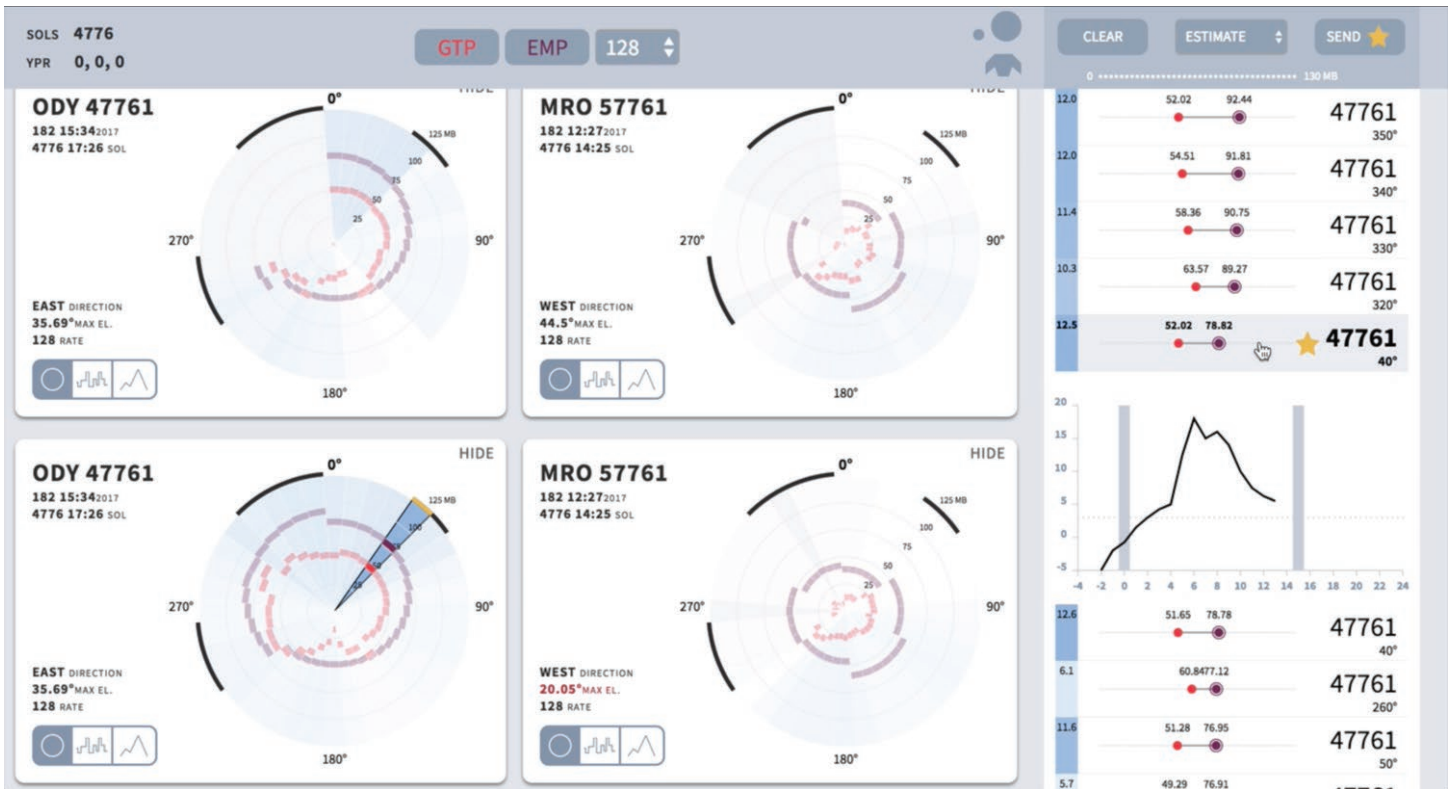 SOLS 4776
YPR 0, 0, 0
GTP EMP 128
CLEAR ESTIMATE SEND
0 130 MB
ODY 47761
182 15:34 2017
4776 17:26 SOL
0°
125 MB
100
75
50
25
270°
90°
180°
EAST DIRECTION
35.69° MAX EL.
128 RATE
MRO 57761
182 12:27 2017
4776 14:25 SOL
0°
125 MB
100
75
50
25
270°
90°
180°
WEST DIRECTION
44.5° MAX EL.
128 RATE
ODY 47761
HIDE
182 15:34 2017
4776 17:26 SOL
0°
125 MB
100
50
25
270°
90°
180°
EAST DIRECTION
35.69° MAX EL.
128 RATE
MRO 57761
HIDE
182 12:27 2017
4776 14:25 SOL
0°
125 MB
100
75
50
25
270°
90°
180°
WEST DIRECTION
20.05° MAX EL.
128 RATE
12.0 52.02 92.44 47761
350°
12.0 54.51 91.81 47761
340°
11.4 58.36 90.75 47761
330°
10.3 63.57 89.27 47761
320°
12.5 52.02 78.82 47761
40°
20
15
10
5
0
-5
-4 -2 0 2 4 6 8 10 12 14 16 18 20 22 24
12.6 51.65 78.78 47761
40°
6.1 60.8477.12 47761
260°
11.6 51.28 76.95 47761
50°
5.7 49.29 76.91